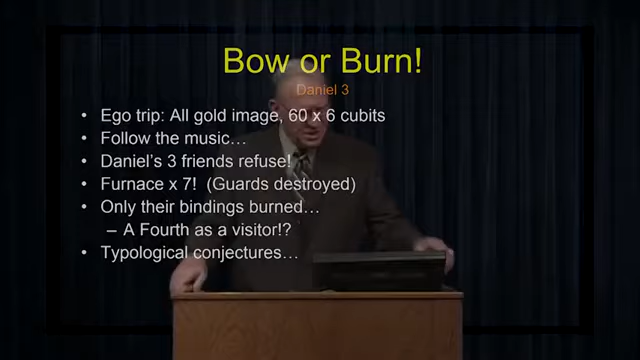 Bow or Burn!
Daniel 3
• Ego trip: All gold image, 60 x 6 cubits
• Follow the music…
• Daniel's 3 friends refuse!
• Furnace x 7! (Guards destroyed)
• Only their bindings burned…
– A Fourth as a visitor!?
• Typological conjectures…